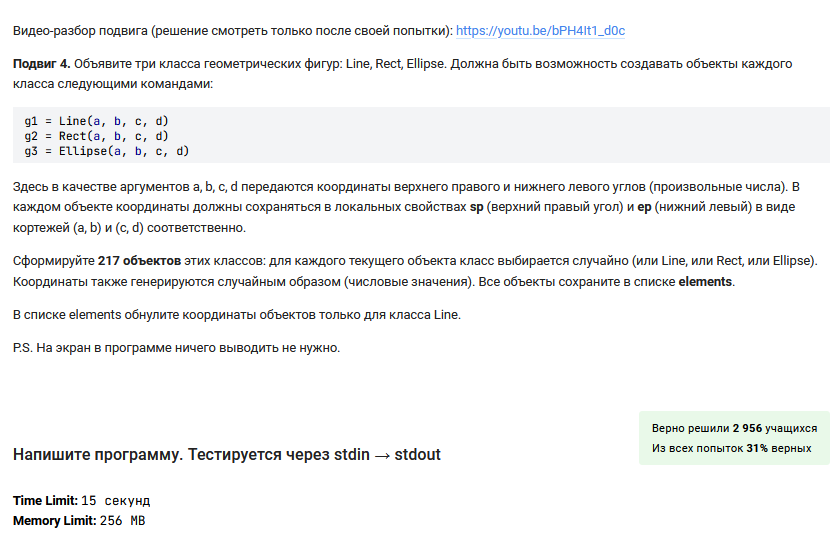 Видео-разбор подвига (решение смотреть только после своей попытки): https://youtu.be/bPH4It1_d0c
Подвиг 4. Объявите три класса геометрических фигур: Line, Rect, Ellipse. Должна быть возможность создавать объекты каждого
класса следующими командами:
g1 = Line(a, b, c, d)
g2 = Rect(a, b, c, d)
g3 = Ellipse(a, b, c, d)
Здесь в качестве аргументов a, b, c, d передаются координаты верхнего правого и нижнего левого углов (произвольные числа). В
каждом объекте координаты должны сохраняться в локальных свойствах sp (верхний правый угол) и ep (нижний левый) в виде
кортежей (a, b) и (c, d) соответственно.
Сформируйте 217 объектов этих классов: для каждого текущего объекта класс выбирается случайно (или Line, или Rect, или Ellipse).
Координаты также генерируются случайным образом (числовые значения). Все объекты сохраните в списке elements.
В списке elements обнулите координаты объектов только для класса Line.
P.S. На экран в программе ничего выводить не нужно.
Верно решили 2 956 учащихся
Из всех попыток 31% верных
Напишите программу. Тестируется через stdin → stdout
Time Limit: 15 секунд
Memory Limit: 256 MB